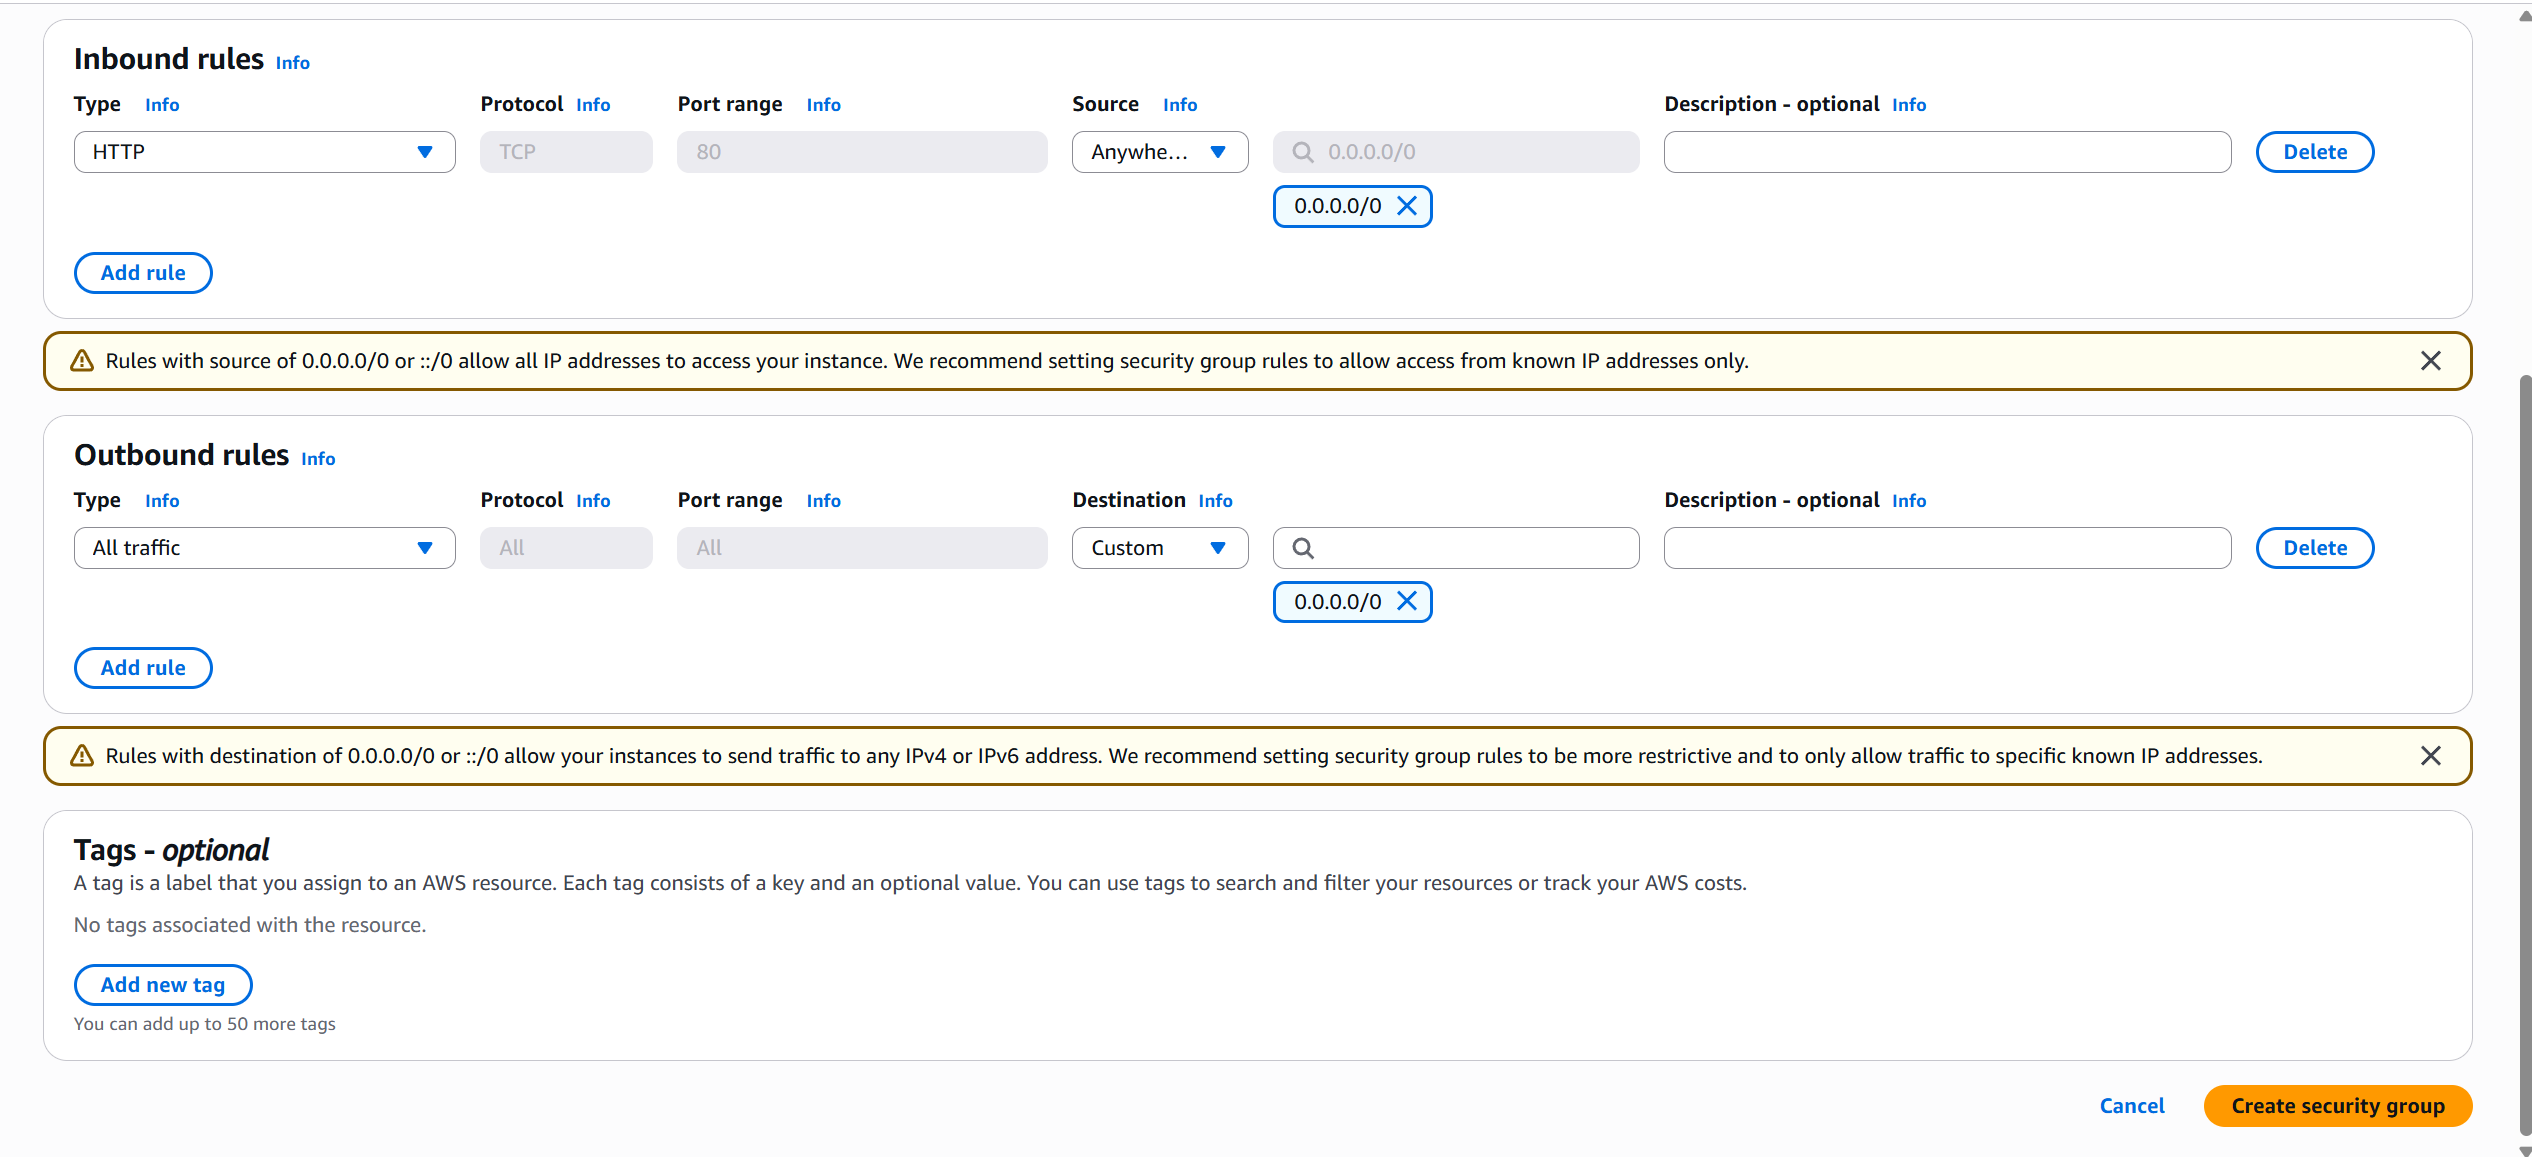 Inbound rules Info
Type Info Protocol Info Port range Info Source Info Description - optional Info
HTTP TCP 80 Anywhe... 0.0.0.0/0 Delete
0.0.0.0/0
Add rule
Rules with source of 0.0.0.0/0 or ::/0 allow all IP addresses to access your instance. We recommend setting security group rules to allow access from known IP addresses only.
Outbound rules Info
Type Info Protocol Info Port range Info Destination Info Description - optional Info
All traffic All All Custom Delete
0.0.0.0/0
Add rule
Rules with destination of 0.0.0.0/0 or ::/0 allow your instances to send traffic to any IPv4 or IPv6 address. We recommend setting security group rules to be more restrictive and to only allow traffic to specific known IP addresses.
Tags - optional
A tag is a label that you assign to an AWS resource. Each tag consists of a key and an optional value. You can use tags to search and filter your resources or track your AWS costs.
No tags associated with the resource.
Add new tag
You can add up to 50 more tags
Cancel Create security group